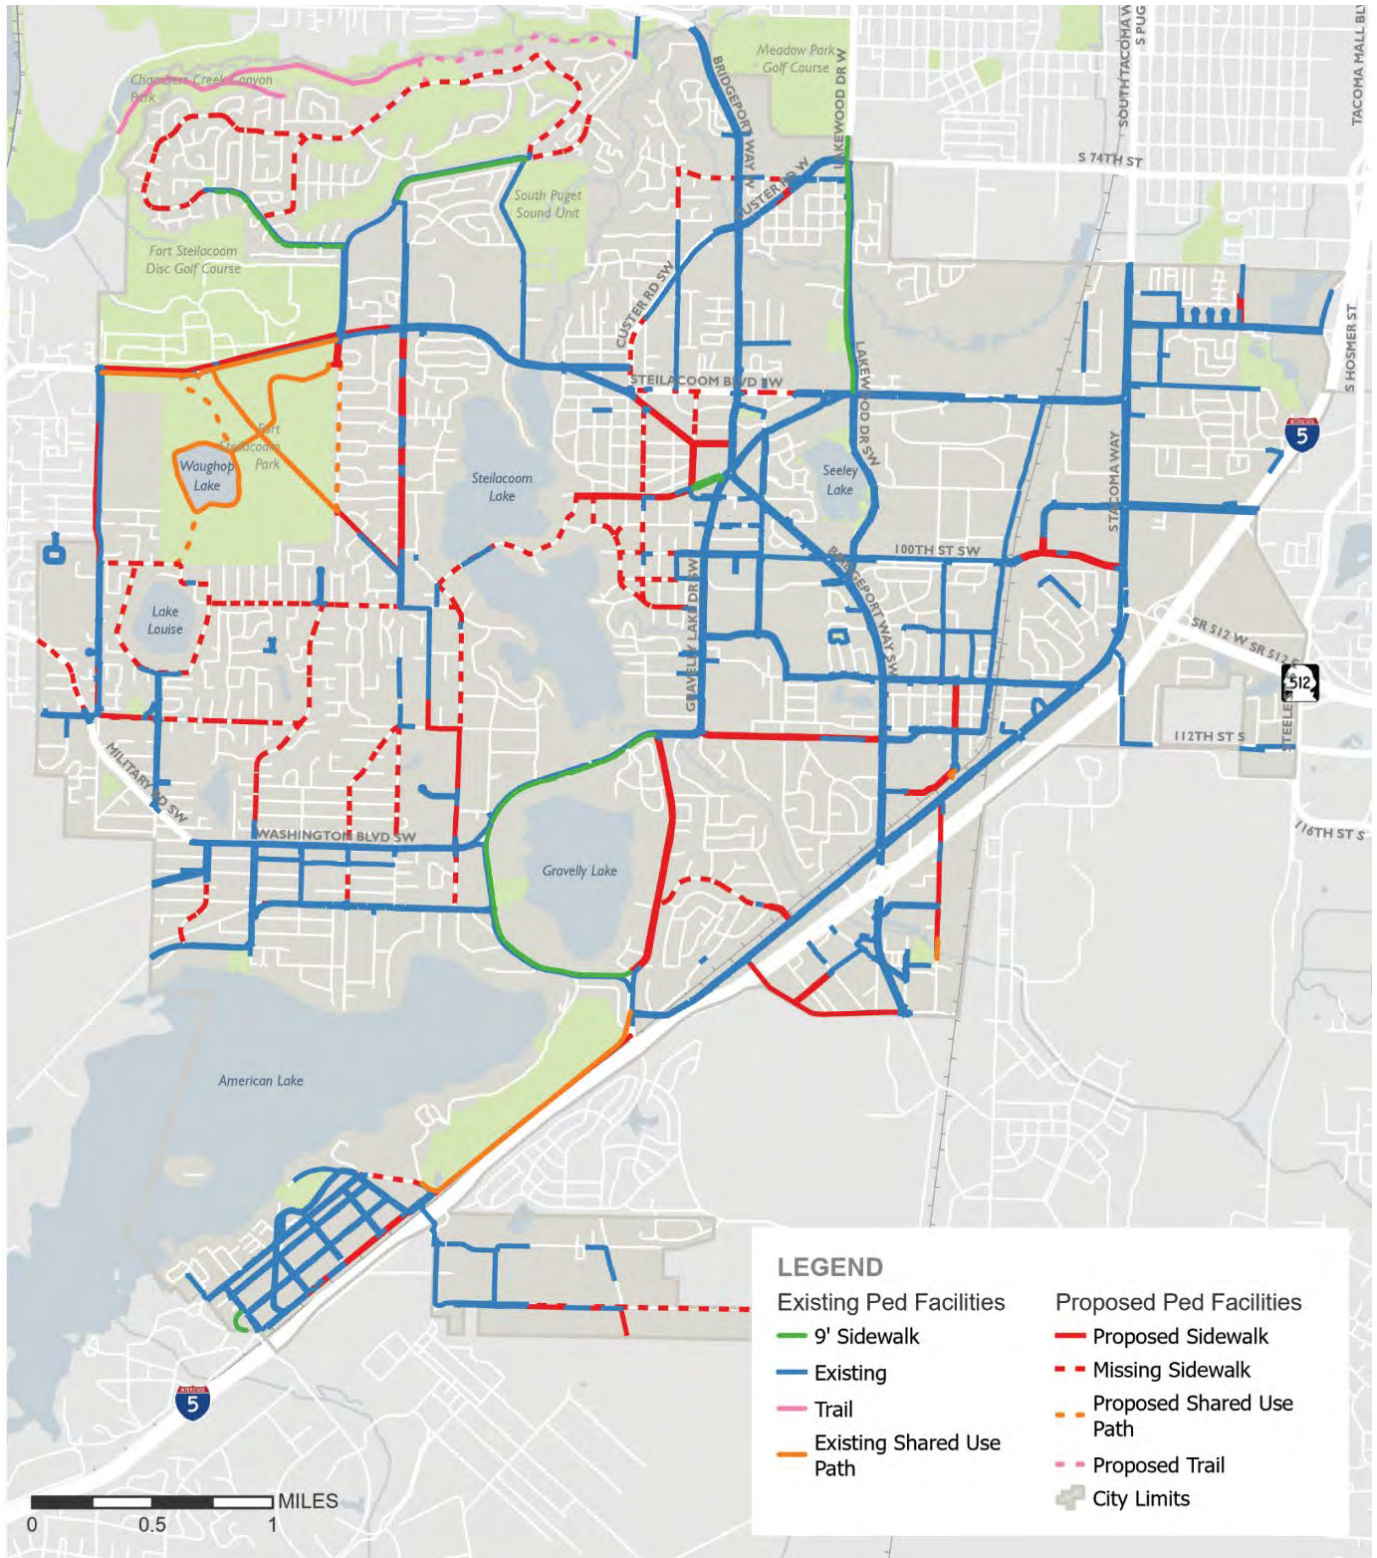 Meadow Park
Golf Course
LAKEWOOD DR W
SOUTH TACOMA W
S PUG
TACOMA MALL BLV
Chambers Creek Canyon
Park
BRIDGEPORT WAY W
S 74TH ST
CUSTER RD W
South Puget
Sound Unit
Fort Steilacoom
Disc Golf Course
CUSTER RD SW
S HOSMER ST
STEILACOOM BLVD SW
LAKEWOOD DR SW
INTERSTATE
5
Fort
Steilacoom
Park
Waughop
Lake
Steilacoom
Lake
Seeley
Lake
S TACOMA WAY
100TH ST SW
BRIDGEPORT WAY SW
GRAVELLY LAKE DR SW
Lake
Louise
SR 512 W
SR 512 E
512
STEELE
112TH ST S
MILITARY RD SW
WASHINGTON BLVD SW
116TH ST S
Gravelly Lake
American Lake
INTERSTATE
5
LEGEND
Existing Ped Facilities
9' Sidewalk
Existing
Trail
Existing Shared Use
Path
Proposed Ped Facilities
Proposed Sidewalk
Missing Sidewalk
Proposed Shared Use
Path
Proposed Trail
City Limits
MILES
0 0.5 1